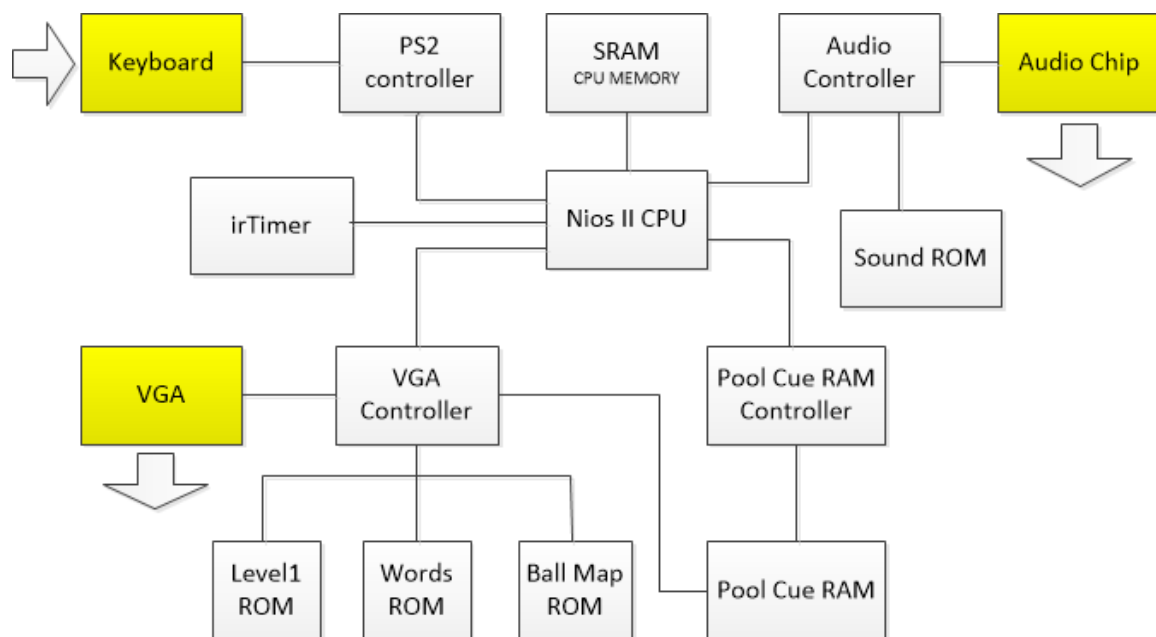 Keyboard
PS2
controller
SRAM
CPU MEMORY
Audio
Controller
Audio Chip
irTimer
Nios II CPU
Sound ROM
VGA
VGA
Controller
Pool Cue RAM
Controller
Level1
ROM
Words
ROM
Ball Map
ROM
Pool Cue RAM